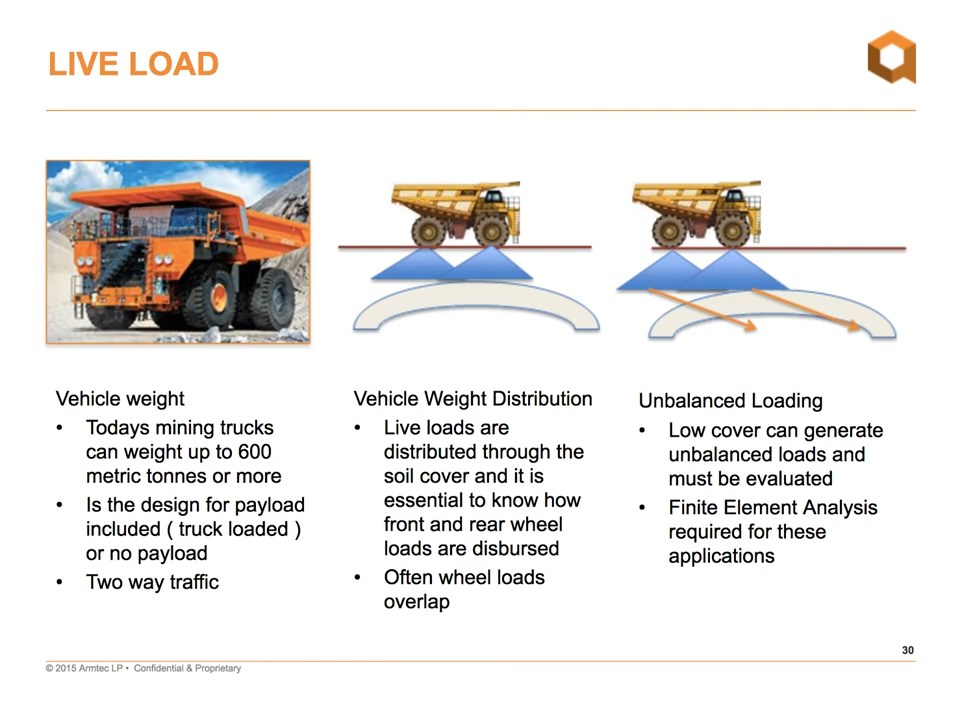 LIVE LOAD
Vehicle weight
• Todays mining trucks
can weight up to 600
metric tonnes or more
• Is the design for payload
included ( truck loaded )
or no payload
• Two way traffic
Vehicle Weight Distribution
• Live loads are
distributed through the
soil cover and it is
essential to know how
front and rear wheel
loads are disbursed
• Often wheel loads
overlap
Unbalanced Loading
• Low cover can generate
unbalanced loads and
must be evaluated
• Finite Element Analysis
required for these
applications
30
© 2015 Armtec LP • Confidential & Proprietary